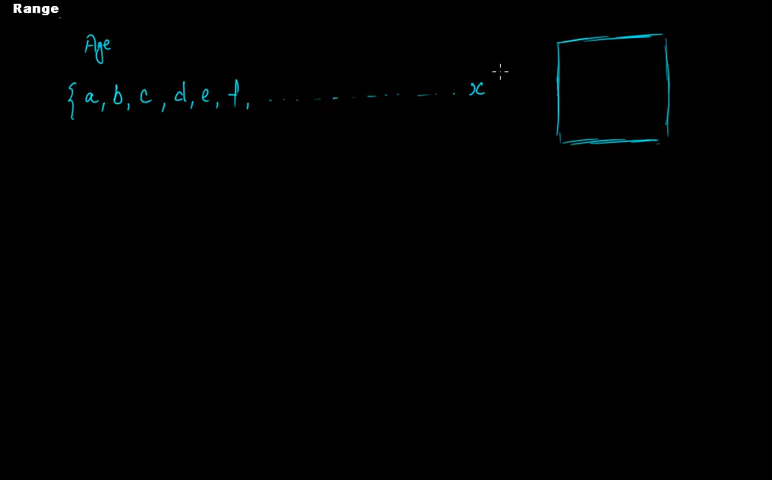 Range
Age
{ a, b, c, d, e, f, .................. x